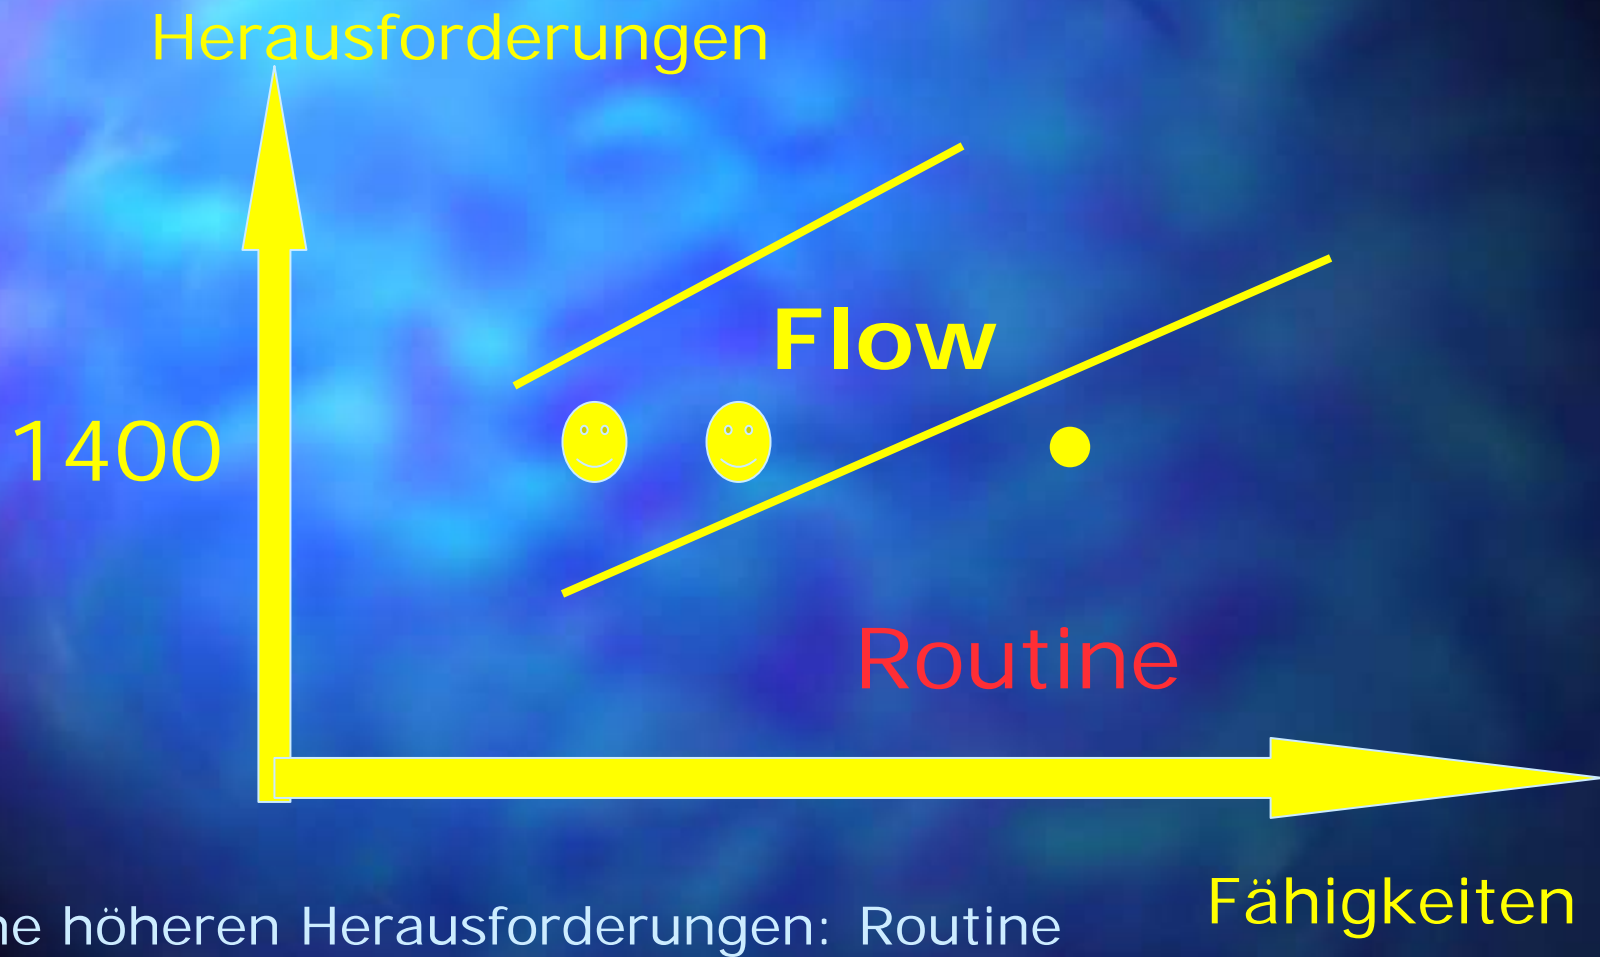 Herausforderungen
Flow
1400
Routine
Fähigkeiten
höheren Herausforderungen: Routine